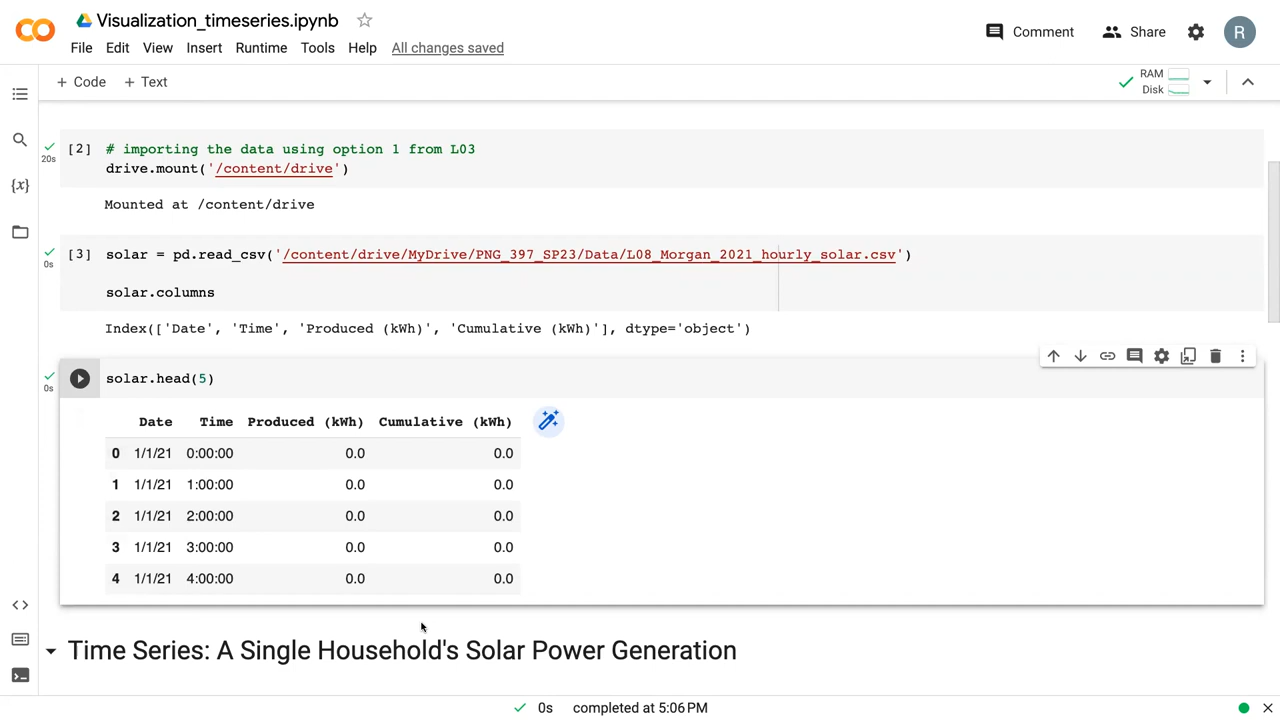 Visualization_timeseries.ipynb
File Edit View Insert Runtime Tools Help All changes saved
Comment Share R
+ Code + Text
RAM
Disk
{x}
20s
[2] # importing the data using option 1 from L03
drive.mount('/content/drive')
Mounted at /content/drive
0s
[3] solar = pd.read_csv('/content/drive/MyDrive/PNG_397_SP23/Data/L08_Morgan_2021_hourly_solar.csv')
solar.columns
Index(['Date', 'Time', 'Produced (kWh)', 'Cumulative (kWh)'], dtype='object')
0s
solar.head(5)
Date Time Produced (kWh) Cumulative (kWh)
0 1/1/21 0:00:00 0.0 0.0
1 1/1/21 1:00:00 0.0 0.0
2 1/1/21 2:00:00 0.0 0.0
3 1/1/21 3:00:00 0.0 0.0
4 1/1/21 4:00:00 0.0 0.0
Time Series: A Single Household's Solar Power Generation
0s completed at 5:06 PM